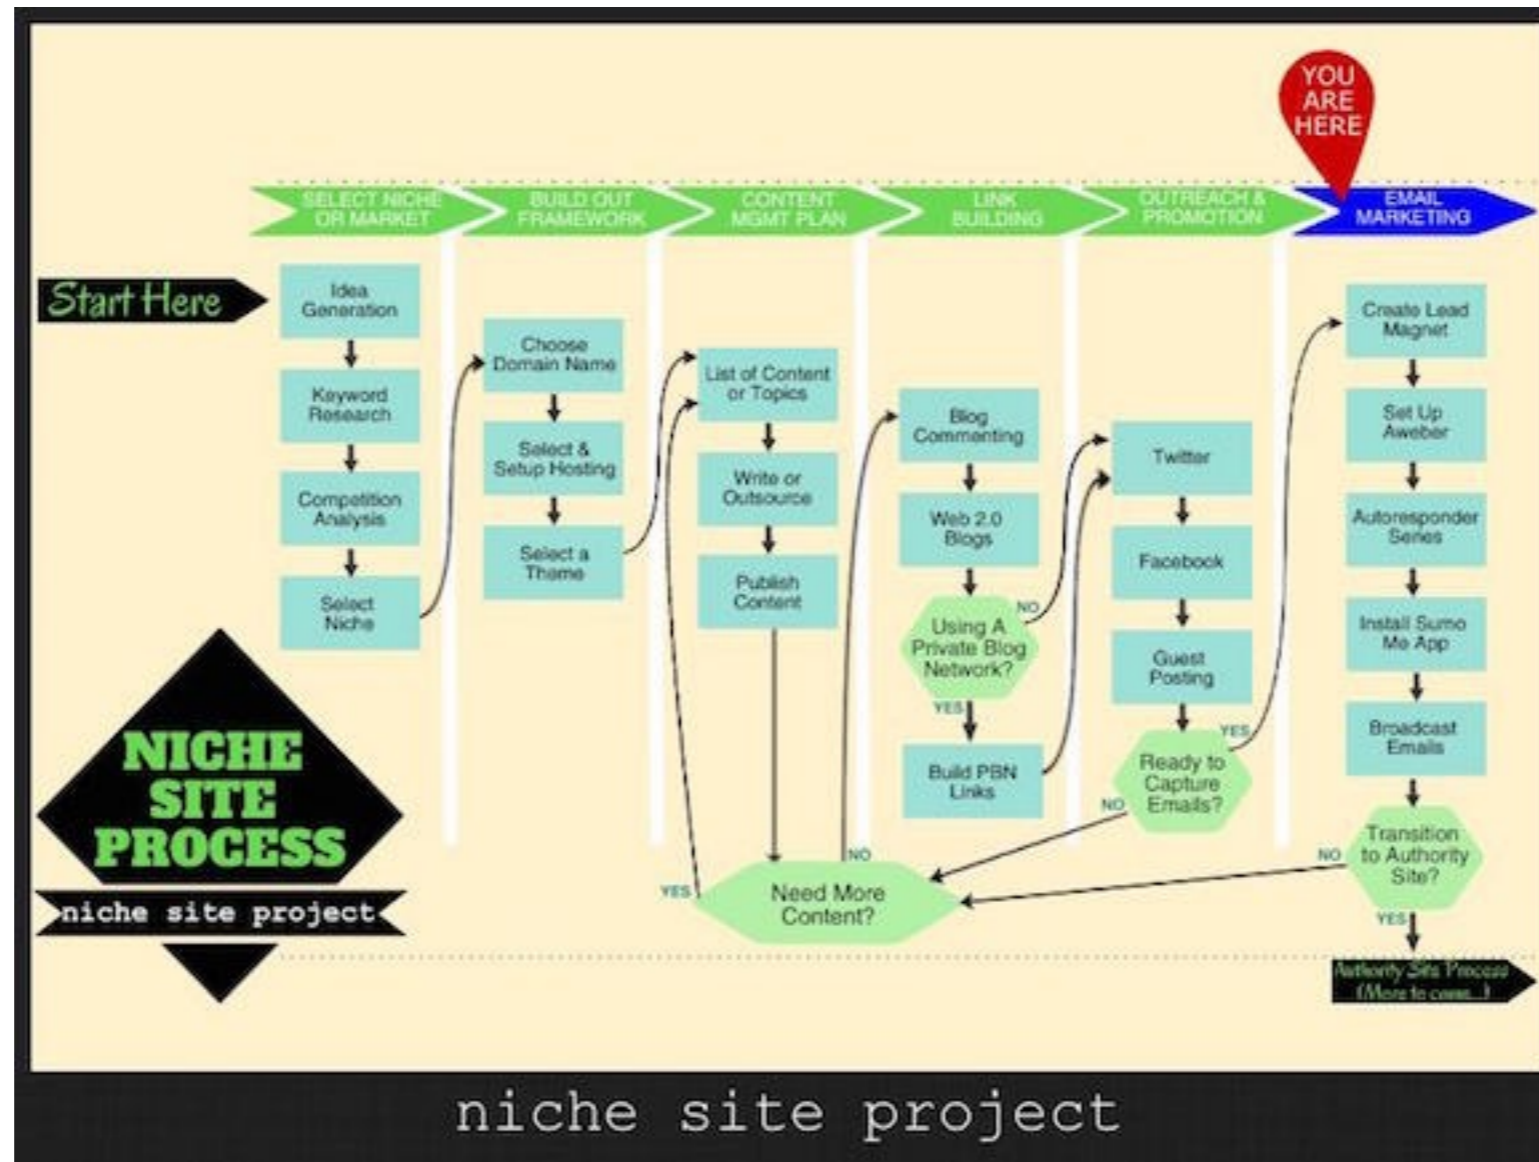 YOU
ARE
HERE
SELECT NICHE
OR MARKET
BUILD OUT
FRAMEWORK
CONTENT
MGMT PLAN
LINK
BUILDING
OUTREACH &
PROMOTION
EMAIL
MARKETING
Start Here
Idea
Generation
Keyword
Research
Competition
Analysis
Select
Niche
Choose
Domain Name
Select &
Setup Hosting
Select a
Theme
List of Content
or Topics
Write or
Outsource
Publish
Content
Need More
Content?
YES
NO
Blog
Commenting
Web 2.0
Blogs
Using A
Private Blog
Network?
NO
YES
Build PBN
Links
Twitter
Facebook
Guest
Posting
Ready to
Capture
Emails?
YES
NO
Create Lead
Magnet
Set Up
Aweber
Autoresponder
Series
Install Sumo
Me App
Broadcast
Emails
Transition
to Authority
Site?
NO
YES
Authority Site Process
(More to come...)
NICHE
SITE
PROCESS
niche site project
niche site project